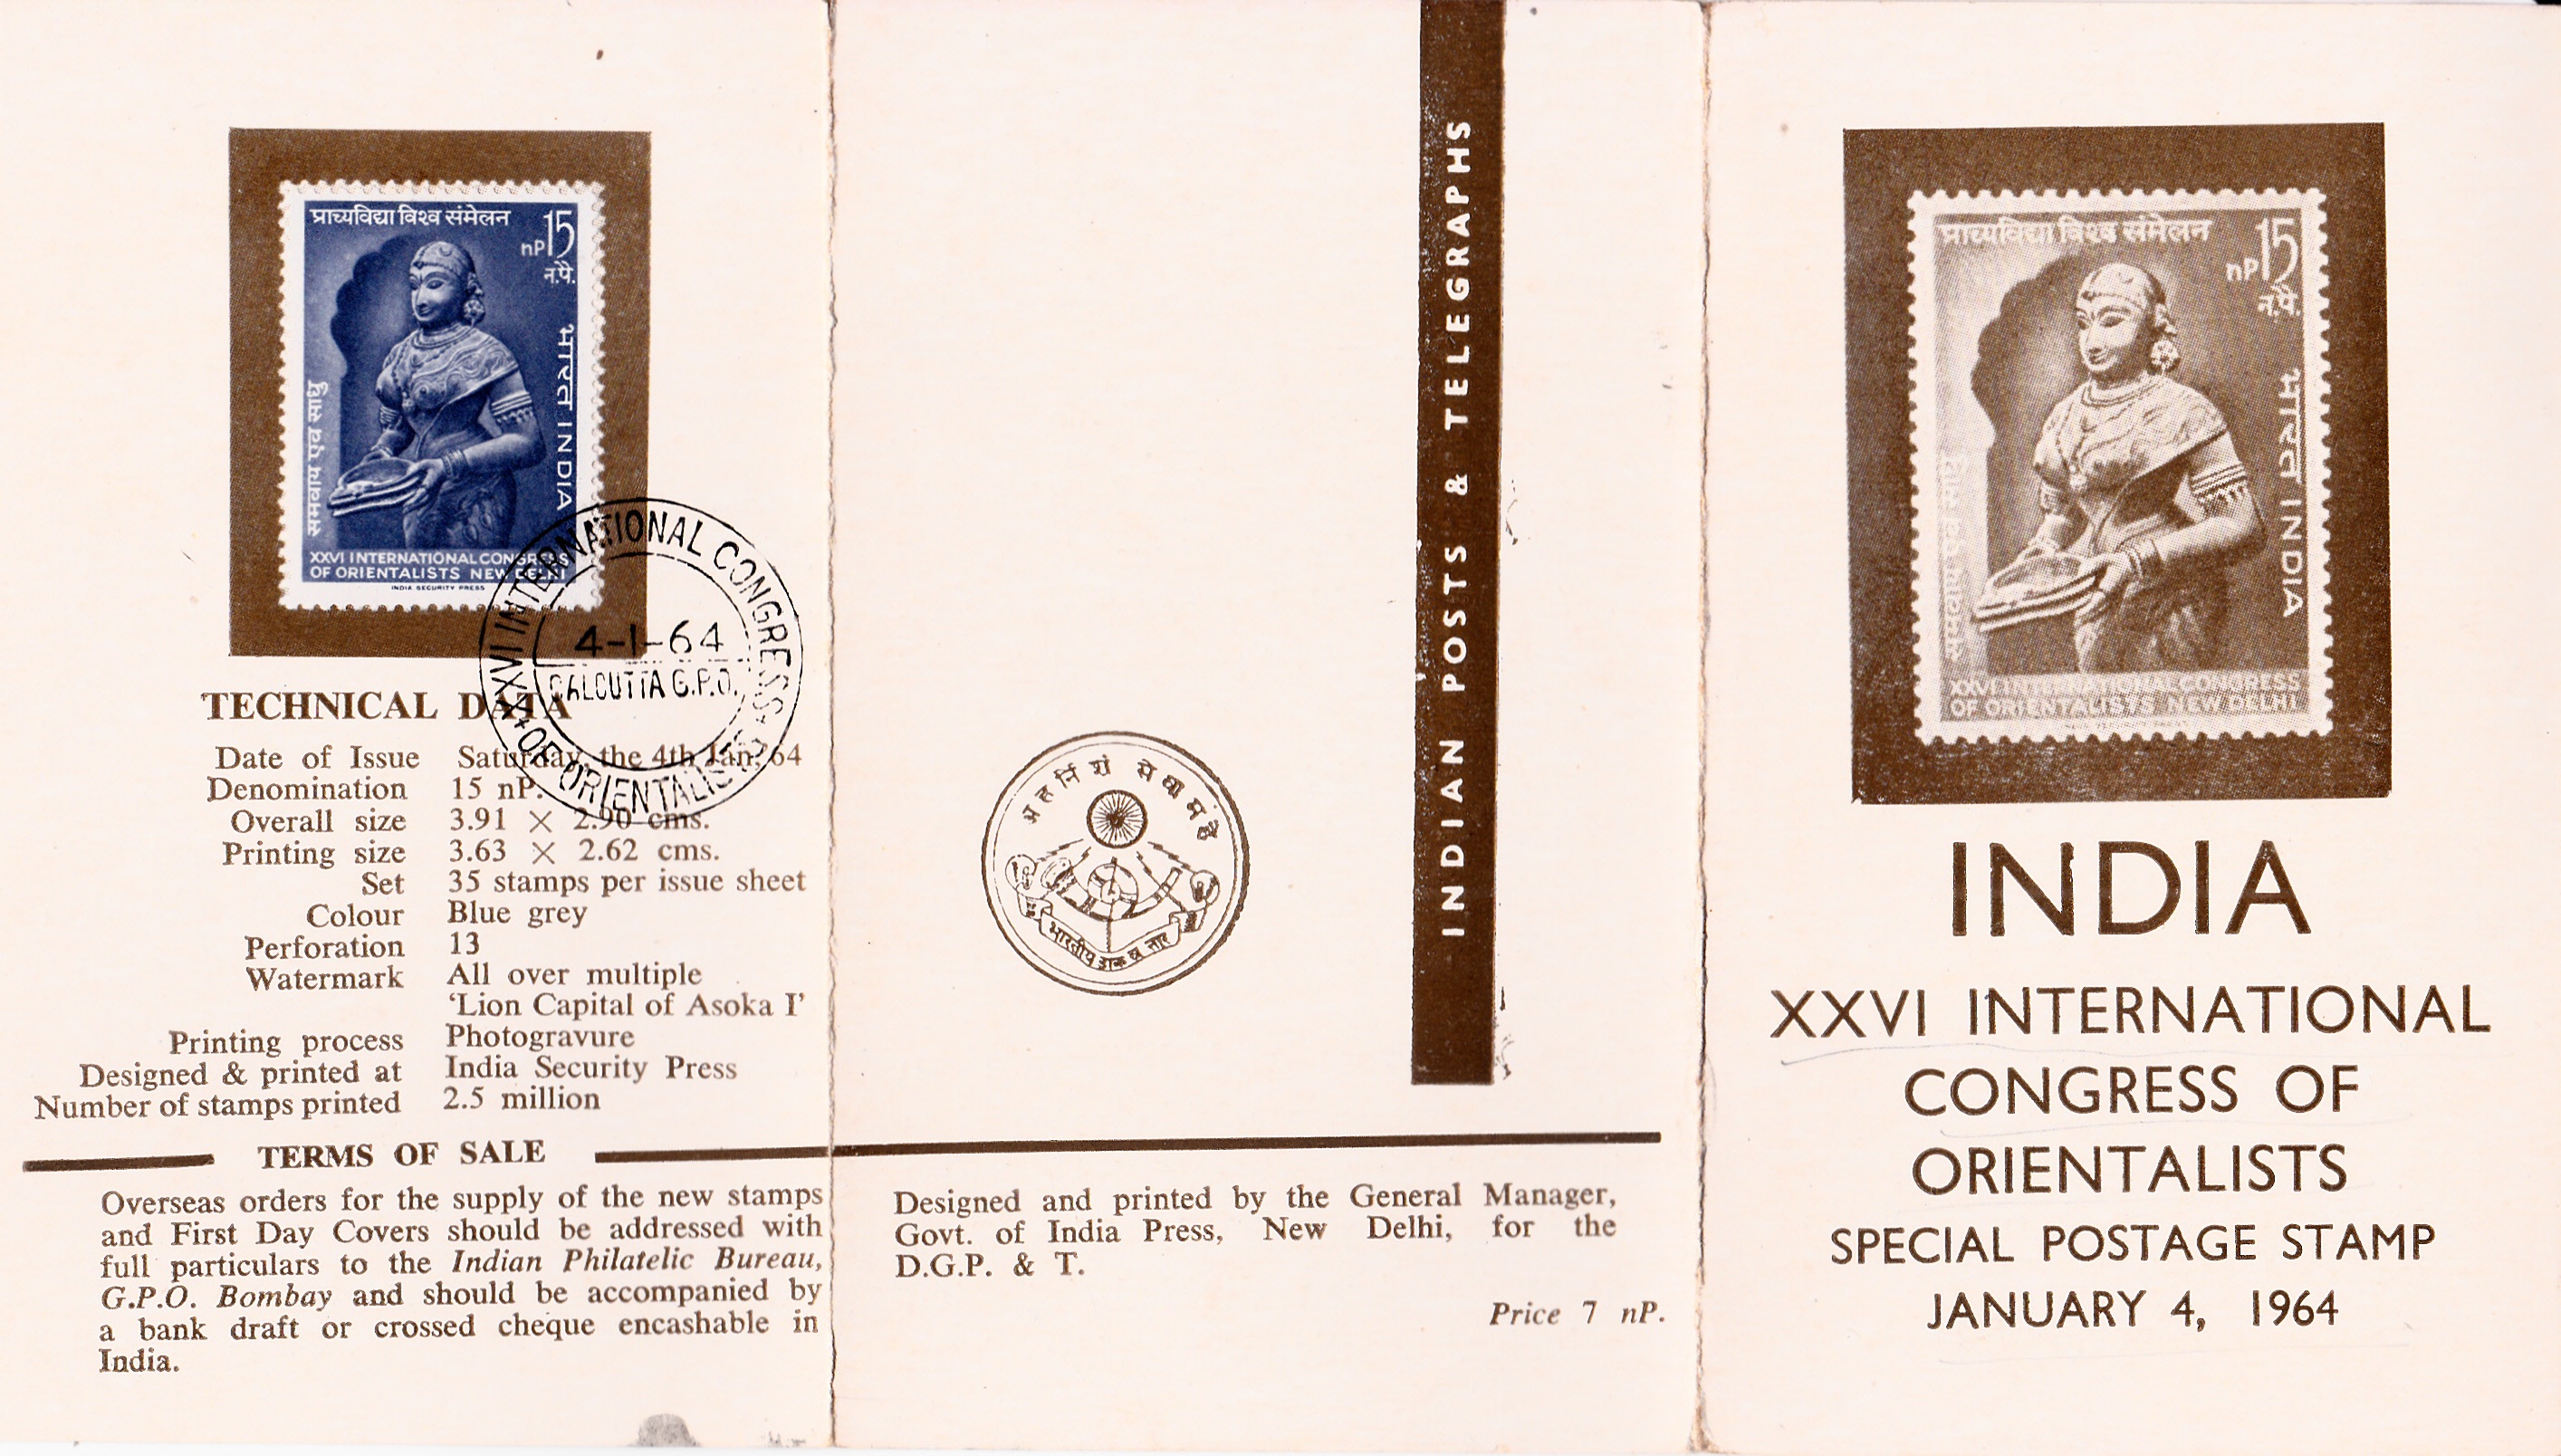 प्राच्यविद्या विश्व संमेलन
15
nP
न.पै.
भारत INDIA
समवाय एव साधु
XXVI INTERNATIONAL CONGRESS
OF ORIENTALISTS NEW DELHI
INDIA SECURITY PRESS
XXVI INTERNATIONAL CONGRESS
OF ORIENTALISTS
4-1-64
CALCUTTA G.P.O.
TECHNICAL DATA
Date of Issue Saturday, the 4th Jan. '64
Denomination 15 nP.
Overall size 3.91 × 2.90 cms.
Printing size 3.63 × 2.62 cms.
Set 35 stamps per issue sheet
Colour Blue grey
Perforation 13
Watermark All over multiple
‘Lion Capital of Asoka I’
Printing process Photogravure
Designed & printed at India Security Press
Number of stamps printed 2.5 million
TERMS OF SALE
Overseas orders for the supply of the new stamps
and First Day Covers should be addressed with
full particulars to the Indian Philatelic Bureau,
G.P.O. Bombay and should be accompanied by
a bank draft or crossed cheque encashable in
India.
INDIAN POSTS & TELEGRAPHS
अहर्निशं सेवामहे
भारतीय डाक व तार
Designed and printed by the General Manager,
Govt. of India Press, New Delhi, for the
D.G.P. & T.
Price 7 nP.
प्राच्यविद्या विश्व संमेलन
15
nP
न.पै.
भारत INDIA
XXVI INTERNATIONAL CONGRESS
OF ORIENTALISTS NEW DELHI
INDIA
XXVI INTERNATIONAL
CONGRESS OF
ORIENTALISTS
SPECIAL POSTAGE STAMP
JANUARY 4, 1964